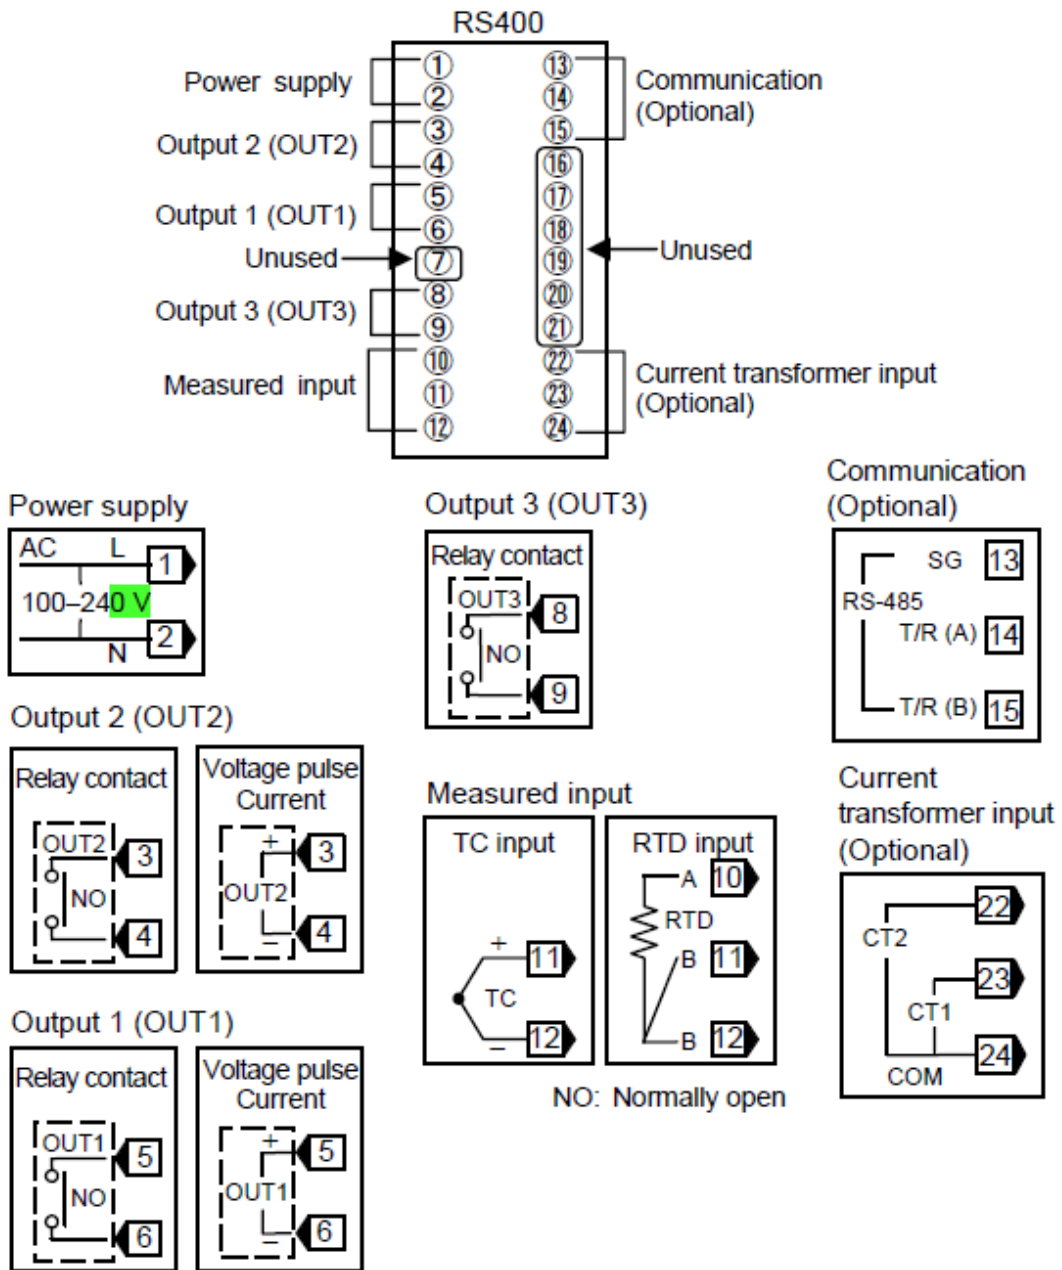 RS400
Power supply
Output 2 (OUT2)
Output 1 (OUT1)
Unused
Output 3 (OUT3)
Measured input
①
②
③
④
⑤
⑥
⑦
⑧
⑨
⑩
⑪
⑫
⑬
⑭
⑮
⑯
⑰
⑱
⑲
⑳
㉑
㉒
㉓
㉔
Communication
(Optional)
Unused
Current transformer input
(Optional)
Power supply
AC L 1
100–240 V
N 2
Output 2 (OUT2)
Relay contact
OUT2 3
NO
4
Voltage pulse
Current
+ 3
OUT2
– 4
Output 1 (OUT1)
Relay contact
OUT1 5
NO
6
Voltage pulse
Current
+ 5
OUT1
– 6
Output 3 (OUT3)
Relay contact
OUT3 8
NO
9
Measured input
TC input
+ 11
TC
– 12
RTD input
A 10
RTD
B 11
B 12
NO: Normally open
Communication
(Optional)
SG 13
RS-485
T/R (A) 14
T/R (B) 15
Current
transformer input
(Optional)
22
CT2
23
CT1
24
COM